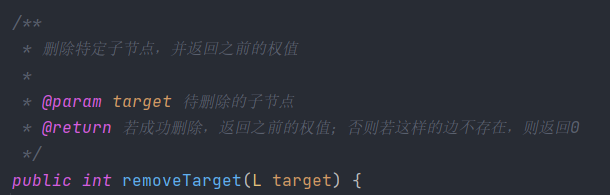 /**
 * 删除特定子节点，并返回之前的权值
 *
 * @param target 待删除的子节点
 * @return 若成功删除，返回之前的权值；否则若这样的边不存在，则返回0
 */
public int removeTarget(L target) {